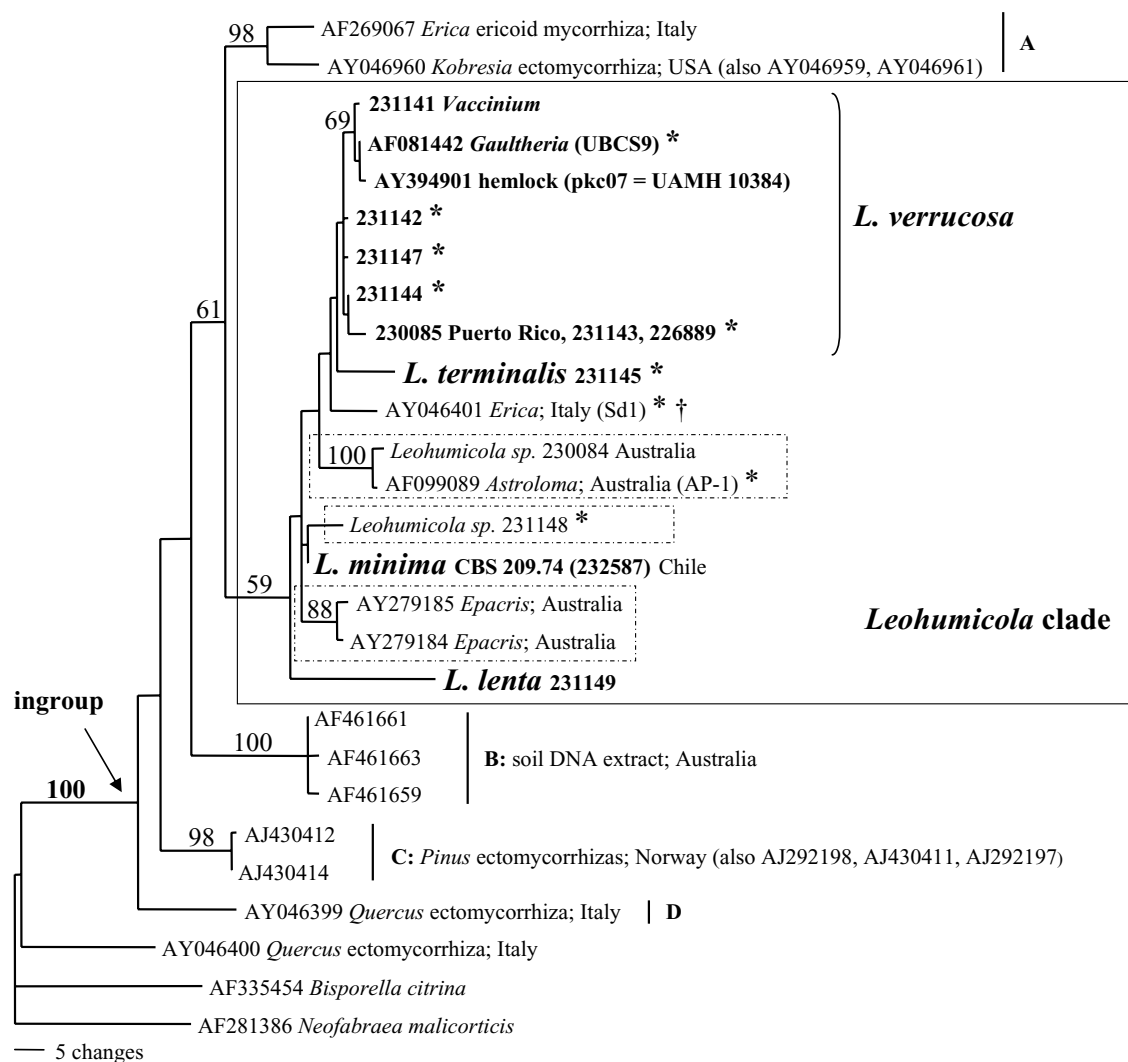 98
AF269067 Erica ericoid mycorrhiza; Italy
A
AY046960 Kobresia ectomycorrhiza; USA (also AY046959, AY046961)
231141 Vaccinium
69
AF081442 Gaultheria (UBCS9) *
AY394901 hemlock (pkc07 = UAMH 10384)
231142 *
L. verrucosa
231147 *
231144 *
61
230085 Puerto Rico, 231143, 226889 *
L. terminalis 231145 *
AY046401 Erica; Italy (Sd1) * †
100
Leohumicola sp. 230084 Australia
AF099089 Astroloma; Australia (AP-1) *
Leohumicola sp. 231148 *
L. minima CBS 209.74 (232587) Chile
59
88
AY279185 Epacris; Australia
Leohumicola clade
AY279184 Epacris; Australia
L. lenta 231149
ingroup
AF461661
100
AF461663
B: soil DNA extract; Australia
AF461659
100
98
AJ430412
C: Pinus ectomycorrhizas; Norway (also AJ292198, AJ430411, AJ292197)
AJ430414
AY046399 Quercus ectomycorrhiza; Italy
D
AY046400 Quercus ectomycorrhiza; Italy
AF335454 Bisporella citrina
AF281386 Neofabraea malicorticis
5 changes